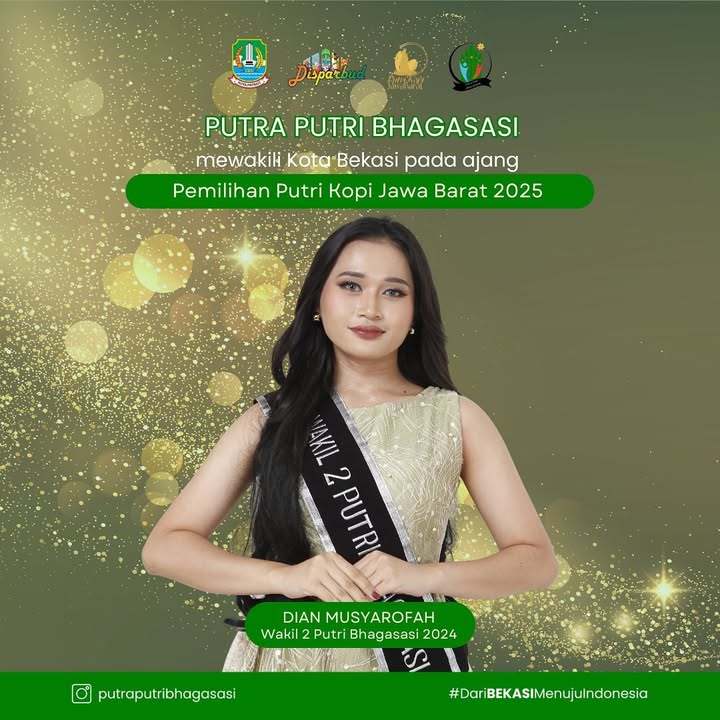 Disparbud
PUTRA PUTRI BHAGASASI
mewakili Kota Bekasi pada ajang
Pemilihan Putri Kopi Jawa Barat 2025
WAKIL 2 PUTRI
DIAN MUSYAROFAH
Wakil 2 Putri Bhagasasi 2024
putraputribhagasasi
#DariBEKASIMenujuIndonesia